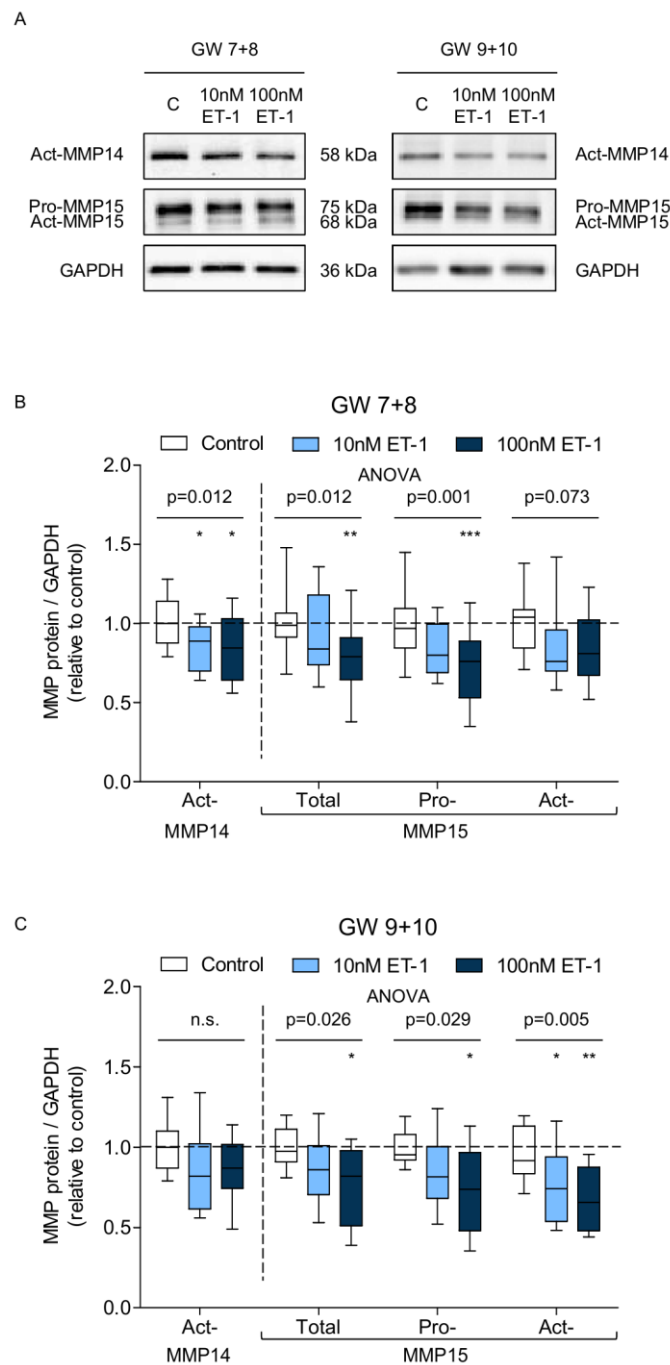 A
GW 7+8
GW 9+10
C
10nM
ET-1
100nM
ET-1
C
10nM
ET-1
100nM
ET-1
Act-MMP14
58 kDa
Act-MMP14
Pro-MMP15
75 kDa
Pro-MMP15
Act-MMP15
68 kDa
Act-MMP15
GAPDH
36 kDa
GAPDH
B
GW 7+8
Control
10nM ET-1
100nM ET-1
ANOVA
p=0.012
p=0.012
p=0.001
p=0.073
* * ** ***
MMP protein / GAPDH
(relative to control)
2.0
1.5
1.0
0.5
0.0
Act-
Total
Pro-
Act-
MMP14
MMP15
C
GW 9+10
Control
10nM ET-1
100nM ET-1
ANOVA
n.s.
p=0.026
p=0.029
p=0.005
* * * **
MMP protein / GAPDH
(relative to control)
2.0
1.5
1.0
0.5
0.0
Act-
Total
Pro-
Act-
MMP14
MMP15